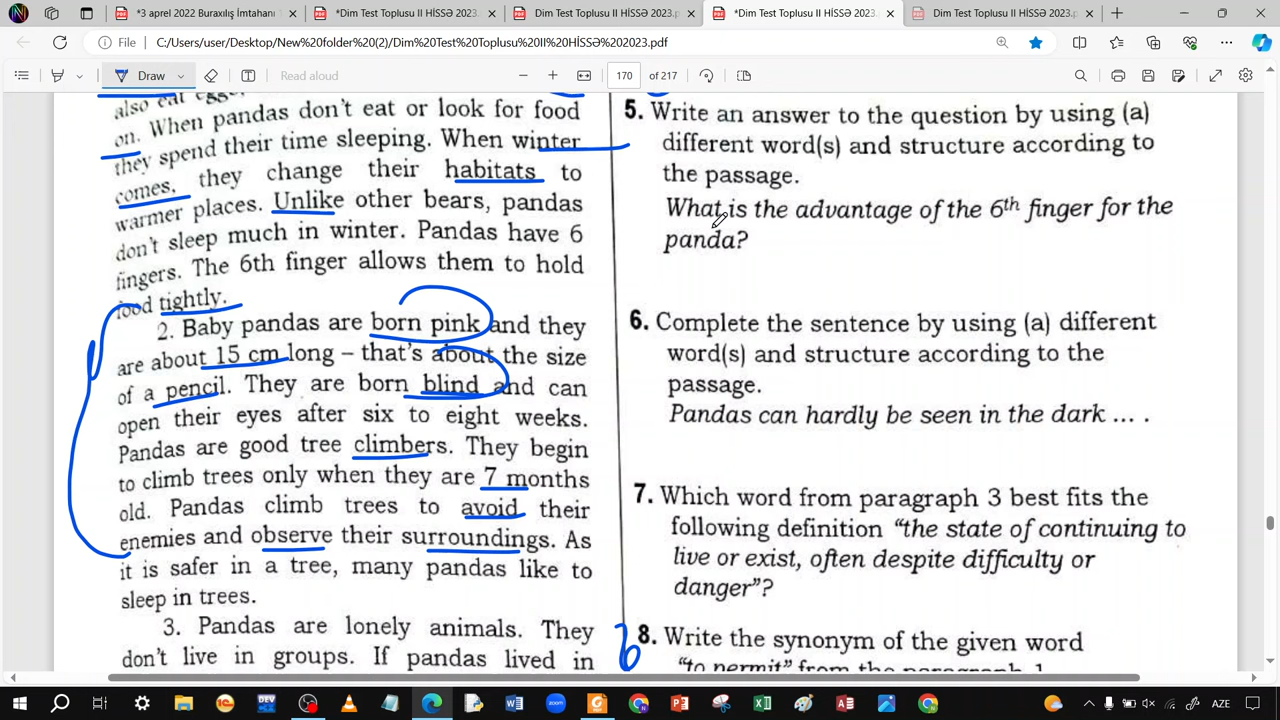 *3 aprel 2022 Buraxılış İmtahanı
*Dim Test Toplusu II HİSSƏ 2023.p
Dim Test Toplusu II HİSSƏ 2023.p
*Dim Test Toplusu II HİSSƏ 2023.p
Dim Test Toplusu II HİSSƏ 2023.p
File
C:/Users/user/Desktop/New%20folder%20(2)/Dim%20Test%20Toplusu%20II%20HİSSƏ%202023.pdf
Draw
Read aloud
170
of 217
also eat
on. When pandas don't eat or look for food
they spend their time sleeping. When winter
comes, they change their habitats to
warmer places. Unlike other bears, pandas
don't sleep much in winter. Pandas have 6
fingers. The 6th finger allows them to hold
food tightly.
2. Baby pandas are born pink and they
are about 15 cm long – that's about the size
of a pencil. They are born blind and can
open their eyes after six to eight weeks.
Pandas are good tree climbers. They begin
to climb trees only when they are 7 months
old. Pandas climb trees to avoid their
enemies and observe their surroundings. As
it is safer in a tree, many pandas like to
sleep in trees.
3. Pandas are lonely animals. They
don't live in groups. If pandas lived in
5. Write an answer to the question by using (a)
different word(s) and structure according to
the passage.
What is the advantage of the 6th finger for the
panda?
6. Complete the sentence by using (a) different
word(s) and structure according to the
passage.
Pandas can hardly be seen in the dark ... .
7. Which word from paragraph 3 best fits the
following definition "the state of continuing to
live or exist, often despite difficulty or
danger"?
8. Write the synonym of the given word
"to permit" from the paragraph 1
AZE